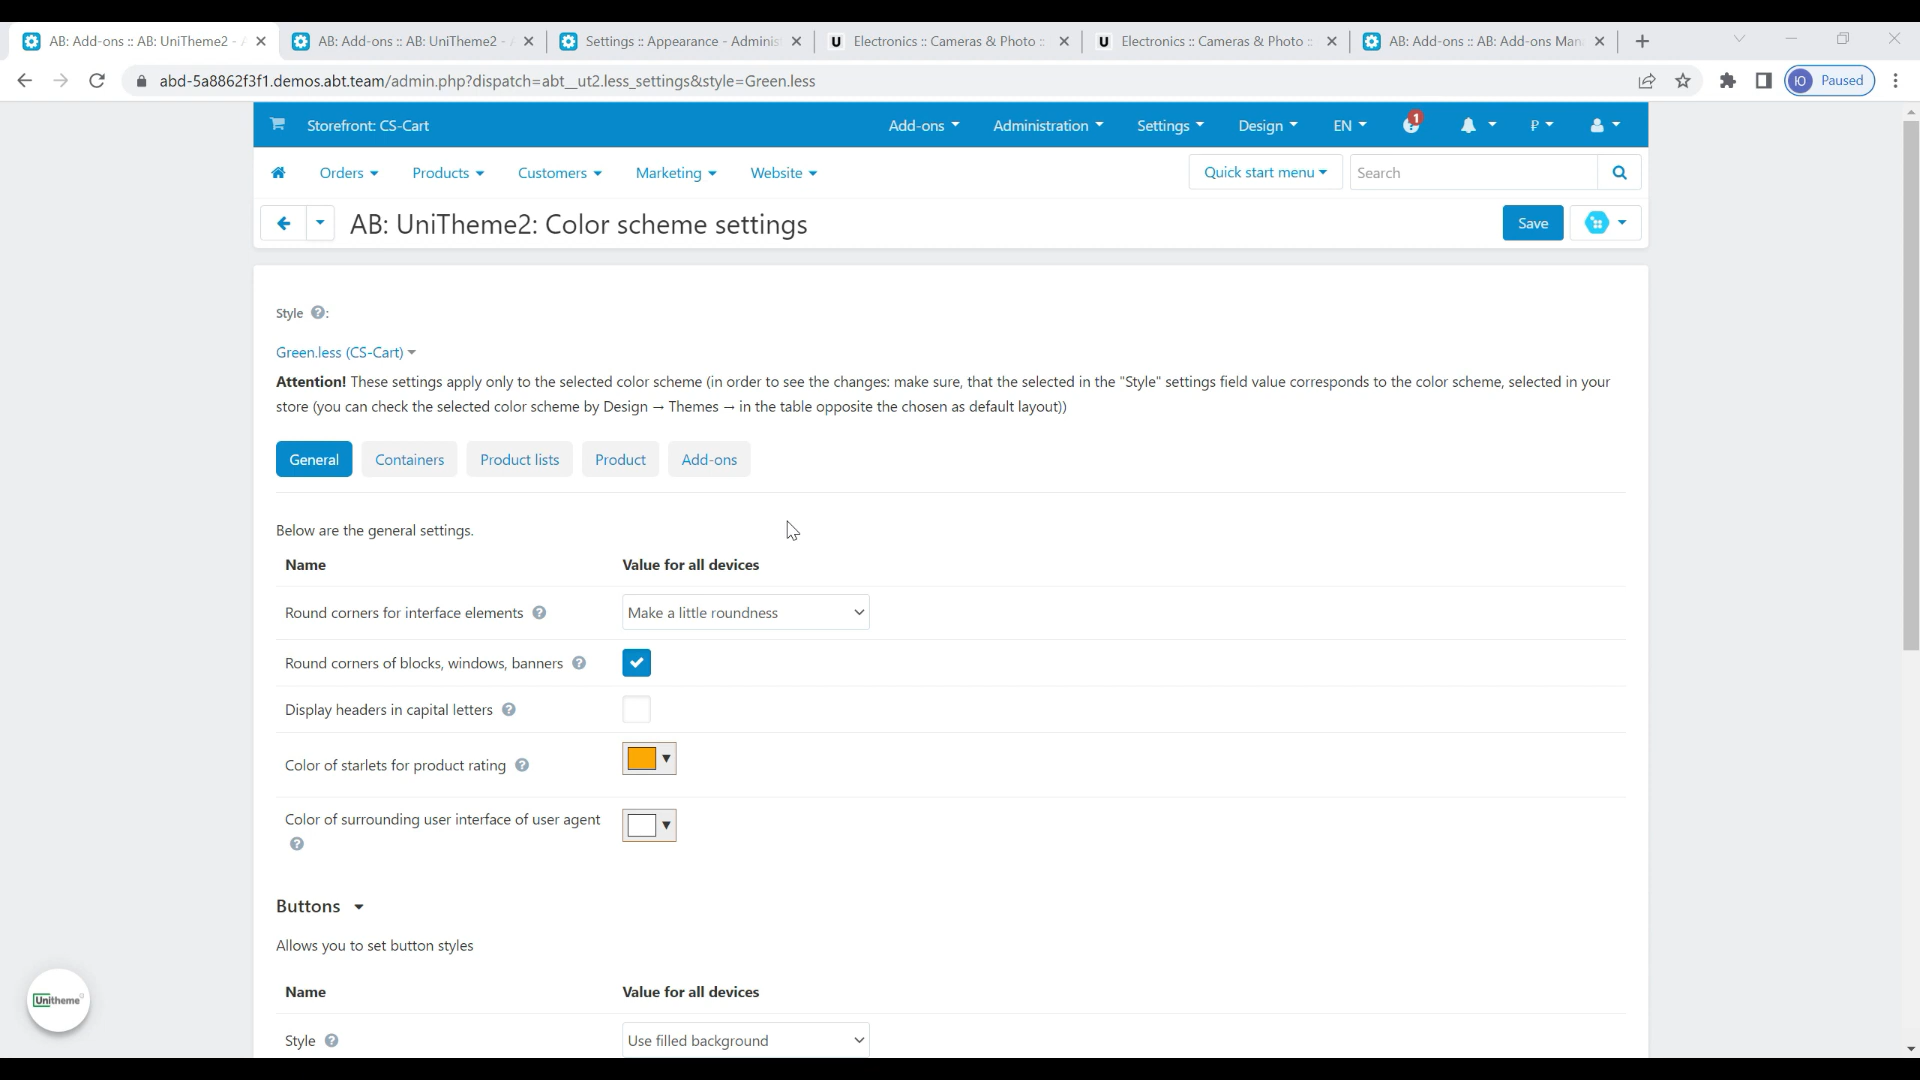 AB: Add-ons :: AB: UniTheme2 -
AB: Add-ons :: AB: UniTheme2 -
Settings :: Appearance - Adminis
Electronics :: Cameras & Photo ::
Electronics :: Cameras & Photo ::
AB: Add-ons :: AB: Add-ons Man
abd-5a8862f3f1.demos.abt.team/admin.php?dispatch=abt__ut2.less_settings&style=Green.less
Ю Paused
Storefront: CS-Cart
Add-ons
Administration
Settings
Design
EN
1
₽
Orders
Products
Customers
Marketing
Website
Quick start menu
Search
AB: UniTheme2: Color scheme settings
Save
Style ?:
Green.less (CS-Cart)
Attention! These settings apply only to the selected color scheme (in order to see the changes: make sure, that the selected in the "Style" settings field value corresponds to the color scheme, selected in your
store (you can check the selected color scheme by Design → Themes → in the table opposite the chosen as default layout))
General
Containers
Product lists
Product
Add-ons
Below are the general settings.
Name
Value for all devices
Round corners for interface elements ?
Make a little roundness
Round corners of blocks, windows, banners ?
Display headers in capital letters ?
Color of starlets for product rating ?
Color of surrounding user interface of user agent
?
Buttons
Allows you to set button styles
Name
Value for all devices
Style ?
Use filled background
Unitheme²